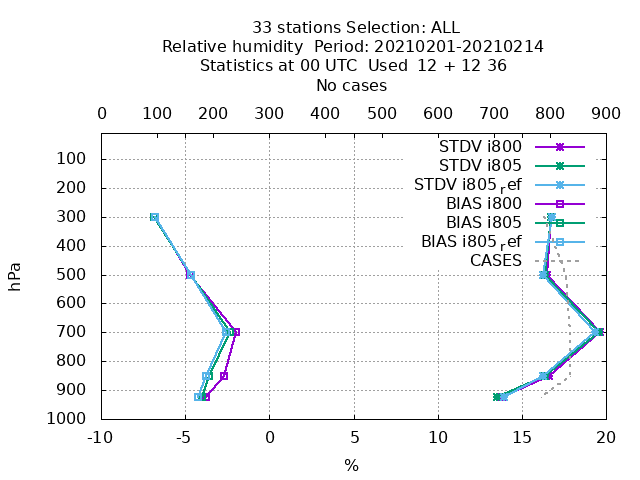 33 stations Selection: ALL
Relative humidity  Period: 20210201-20210214
Statistics at 00 UTC  Used  12 + 12 36
No cases
0 100 200 300 400 500 600 700 800 900
STDV i800
STDV i805
STDV i805ref
BIAS i800
BIAS i805
BIAS i805ref
CASES
hPa
100
200
300
400
500
600
700
800
900
1000
-10 -5 0 5 10 15 20
%